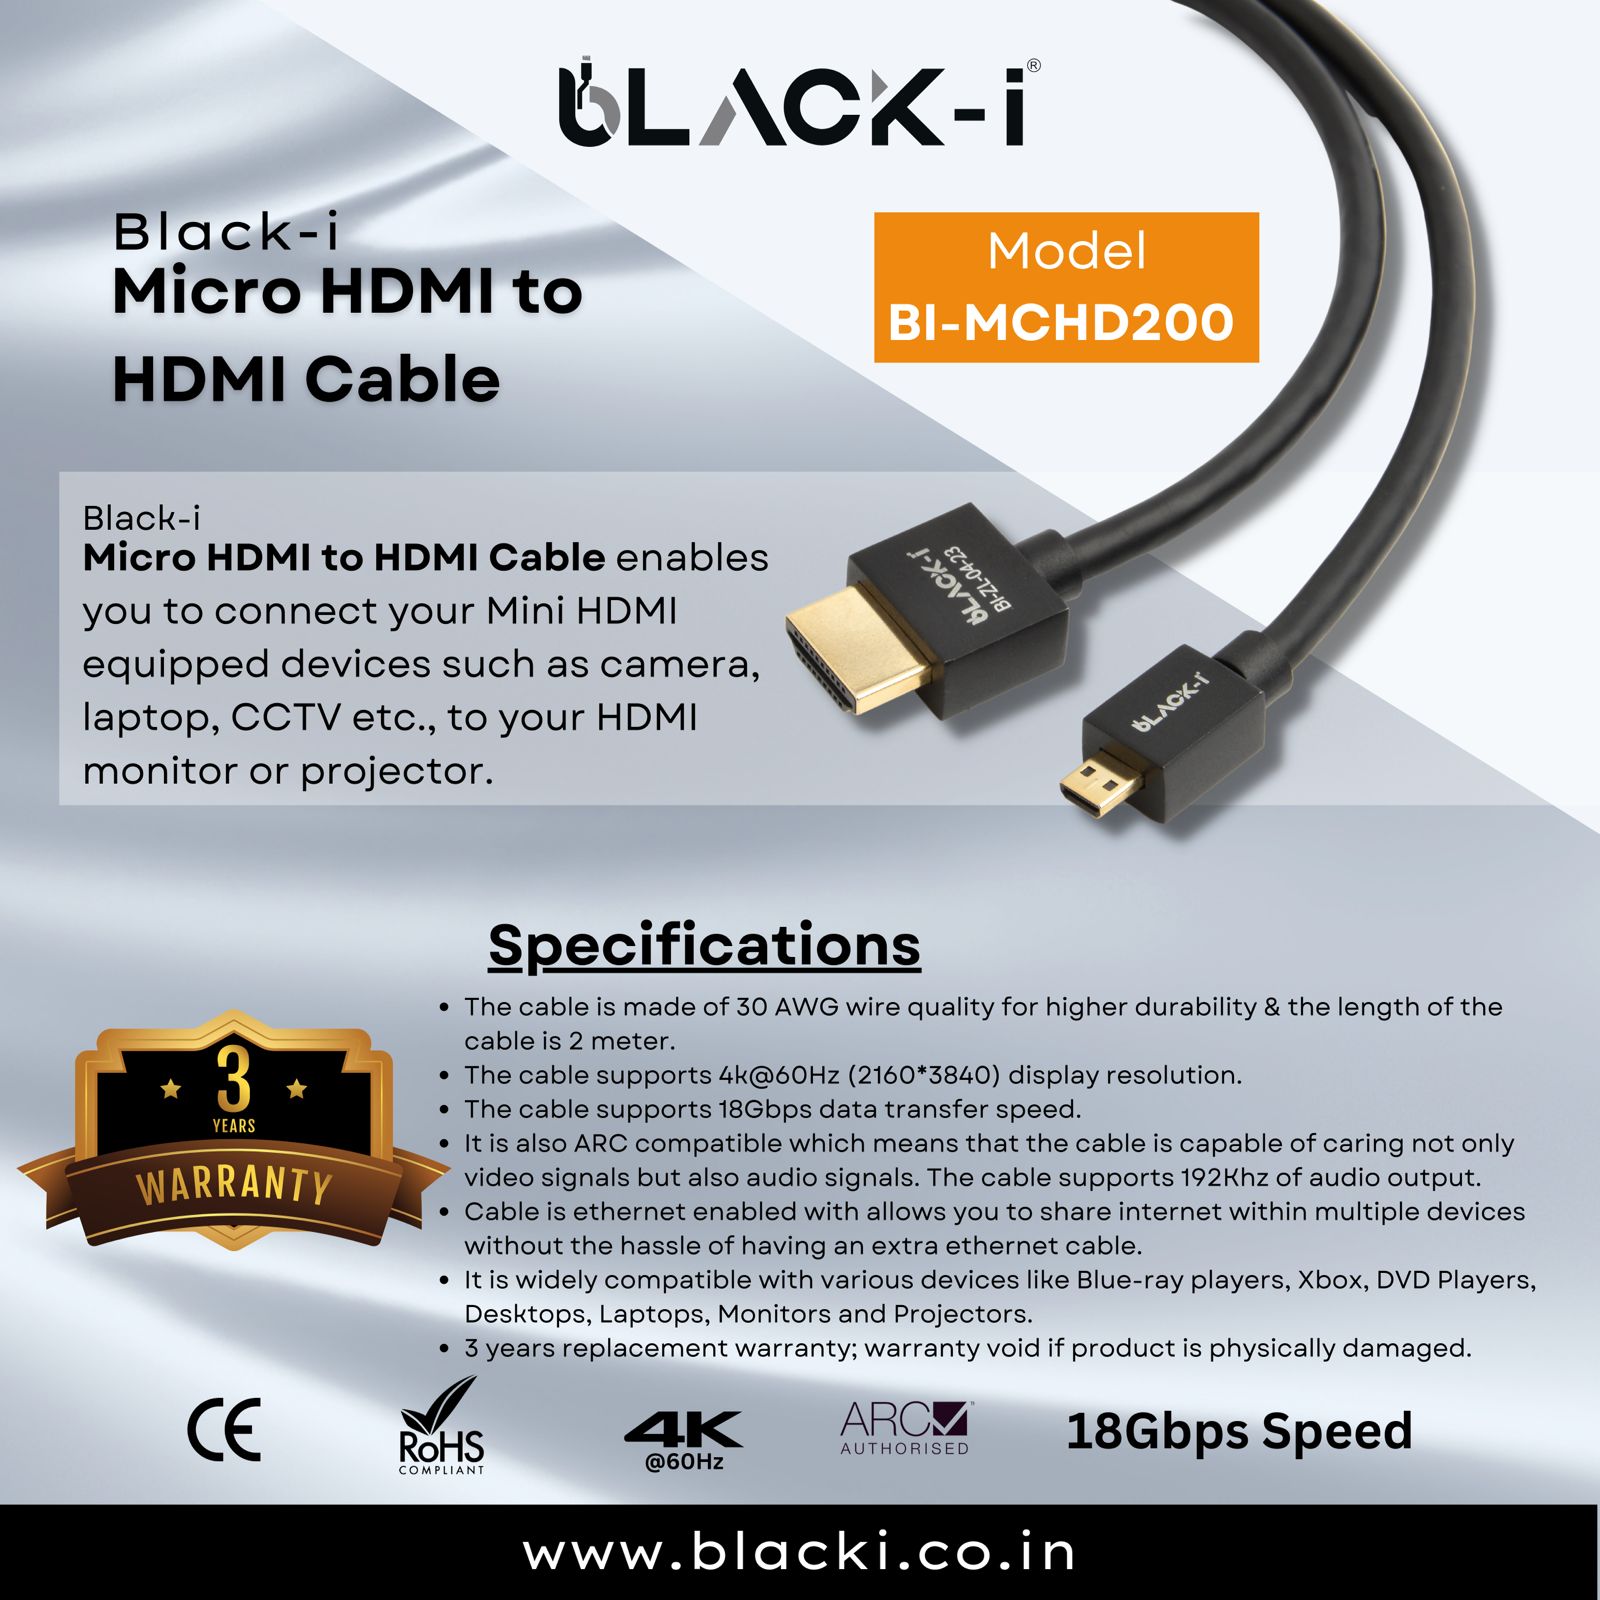 bLACK-i®
Black-i
Micro HDMI to
HDMI Cable
Model
BI-MCHD200
Black-i
Micro HDMI to HDMI Cable enables
you to connect your Mini HDMI
equipped devices such as camera,
laptop, CCTV etc., to your HDMI
monitor or projector.
bLACK-i
BI-ZL-04-23
bLACK-i
Specifications
• The cable is made of 30 AWG wire quality for higher durability & the length of the
cable is 2 meter.
• The cable supports 4k@60Hz (2160*3840) display resolution.
• The cable supports 18Gbps data transfer speed.
• It is also ARC compatible which means that the cable is capable of caring not only
video signals but also audio signals. The cable supports 192Khz of audio output.
• Cable is ethernet enabled with allows you to share internet within multiple devices
without the hassle of having an extra ethernet cable.
• It is widely compatible with various devices like Blue-ray players, Xbox, DVD Players,
Desktops, Laptops, Monitors and Projectors.
• 3 years replacement warranty; warranty void if product is physically damaged.
3
YEARS
WARRANTY
CE
RoHS
COMPLIANT
4K
@60Hz
ARC
AUTHORISED
18Gbps Speed
www.blacki.co.in